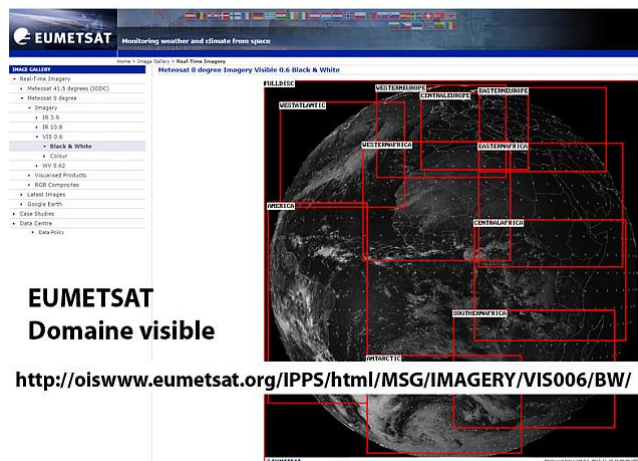 EUMETSAT
Monitoring weather and climate from space
Home > Image Gallery > Real-Time Imagery
IMAGE GALLERY
Real-Time Imagery
Meteosat 41.5 degrees (IODC)
Meteosat 0 degree
Imagery
IR 3.9
IR 10.8
VIS 0.6
Black & White
Colour
WV 0.62
Visualised Products
RGB Composites
Latest Images
Google Earth
Case Studies
Data Centre
Data Policy
Meteosat 0 degree Imagery Visible 0.6 Black & White
FULLDISC
WESTERNEUROPE
EASTERNEUROPE
CENTRALEUROPE
WESTATLANTIC
WESTERNAFRICA
EASTERNAFRICA
AMERICA
CENTRALAFRICA
SOUTHERNAFRICA
ANTARCTIC
EUMETSAT
Domaine visible
http://oiswww.eumetsat.org/IPPS/html/MSG/IMAGERY/VIS006/BW/
© EUMETSAT